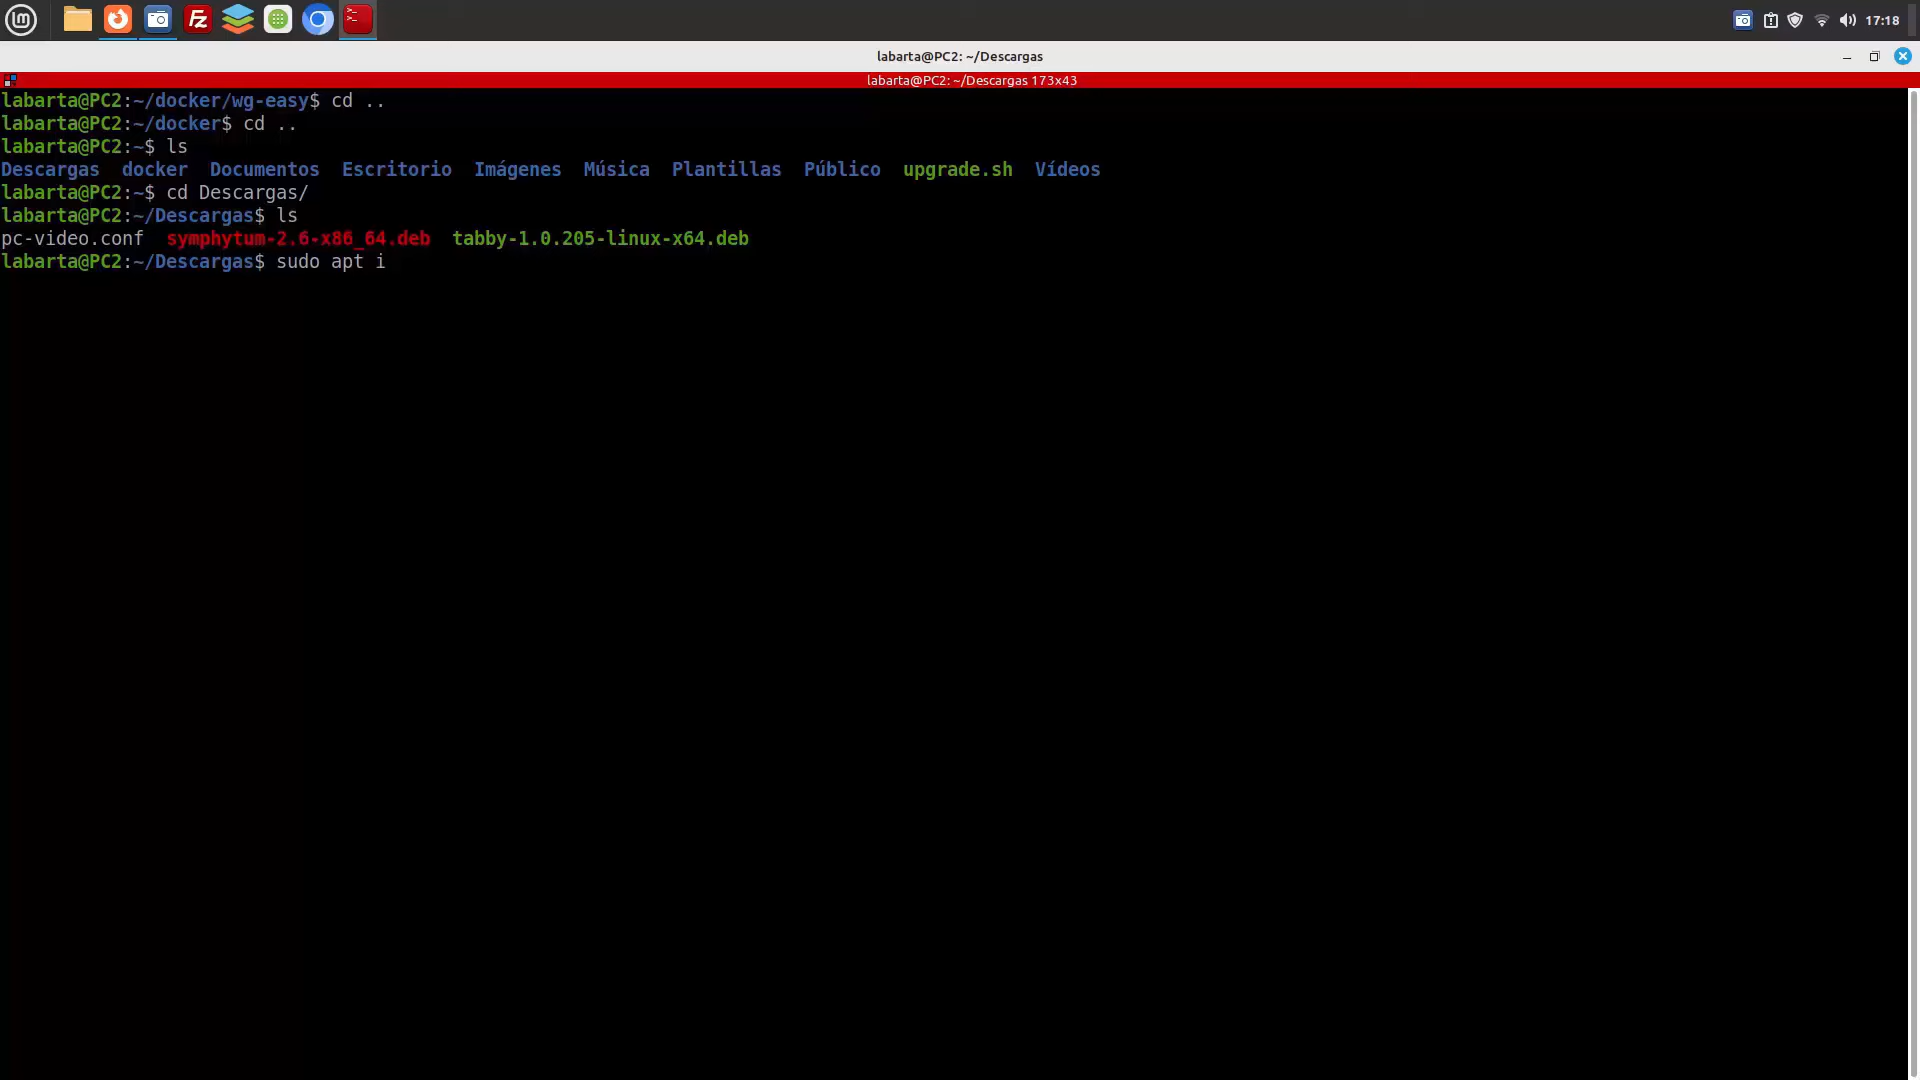 17:18
labarta@PC2: ~/Descargas
labarta@PC2: ~/Descargas 173x43
labarta@PC2:~/docker/wg-easy$ cd ..
labarta@PC2:~/docker$ cd ..
labarta@PC2:~$ ls
Descargas docker Documentos Escritorio Imágenes Música Plantillas Público upgrade.sh Vídeos
labarta@PC2:~$ cd Descargas/
labarta@PC2:~/Descargas$ ls
pc-video.conf symphytum-2.6-x86_64.deb tabby-1.0.205-linux-x64.deb
labarta@PC2:~/Descargas$ sudo apt i